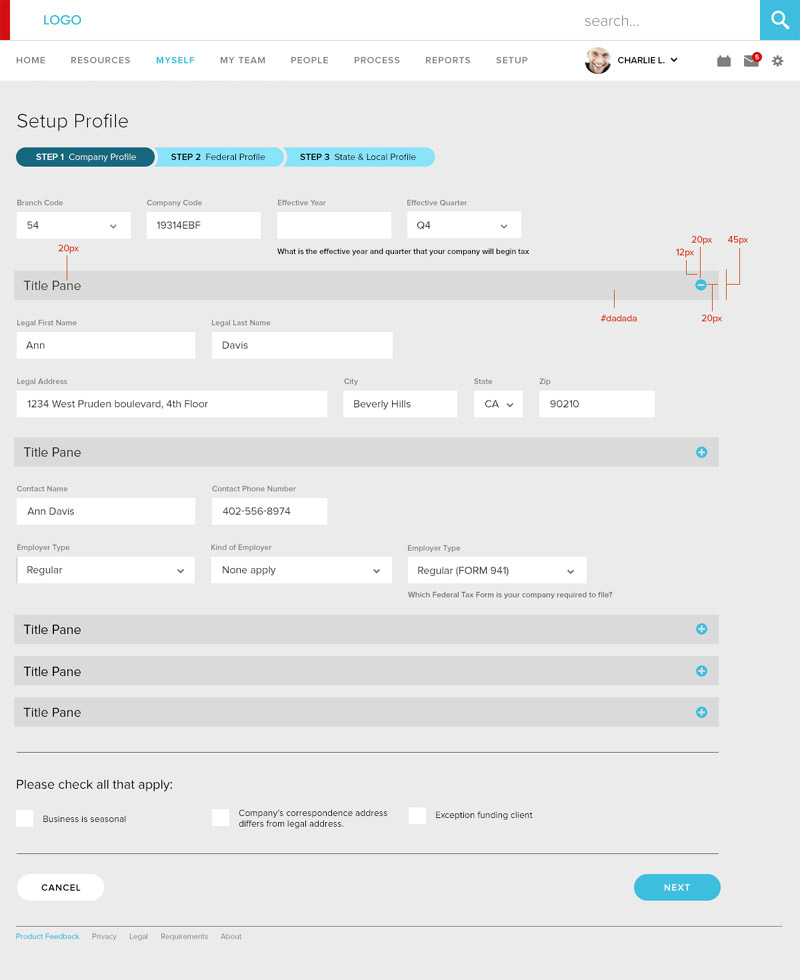 LOGO
search...
HOME RESOURCES MYSELF MY TEAM PEOPLE PROCESS REPORTS SETUP CHARLIE L. 5
Setup Profile
STEP 1 Company Profile STEP 2 Federal Profile STEP 3 State & Local Profile
Branch Code Company Code Effective Year Effective Quarter
54 19314EBF Q4
What is the effective year and quarter that your company will begin tax
20px 12px 20px 45px
Title Pane
#dadada 20px
Legal First Name Legal Last Name
Ann Davis
Legal Address City State Zip
1234 West Pruden boulevard, 4th Floor Beverly Hills CA 90210
Title Pane
Contact Name Contact Phone Number
Ann Davis 402-556-8974
Employer Type Kind of Employer Employer Type
Regular None apply Regular (FORM 941)
Which Federal Tax Form is your company required to file?
Title Pane
Title Pane
Title Pane
Please check all that apply:
Business is seasonal
Company's correspondence address
differs from legal address.
Exception funding client
CANCEL NEXT
Product Feedback Privacy Legal Requirements About